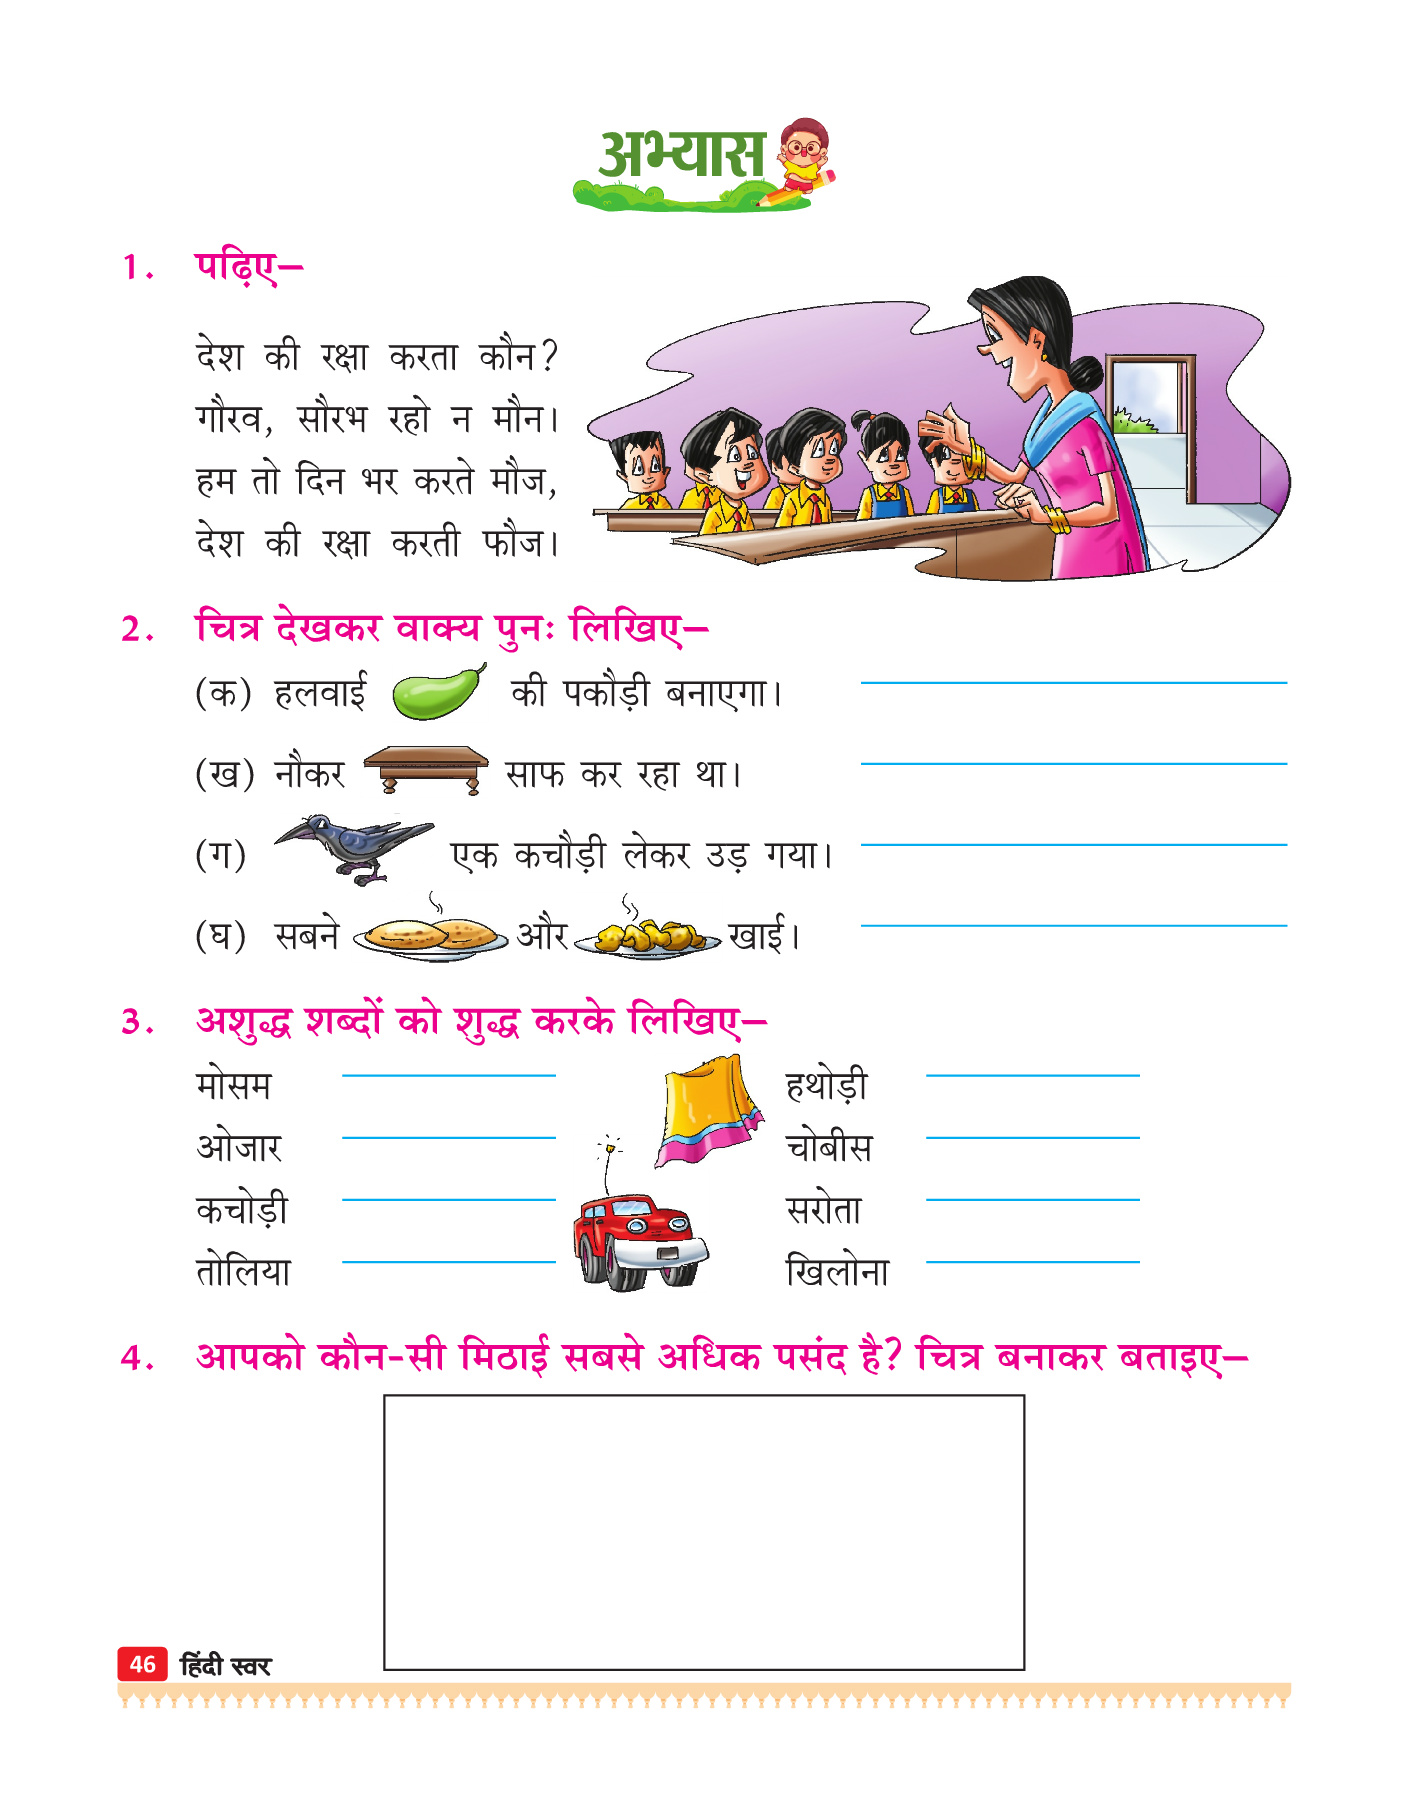 अभ्यास
1. पढ़िए–
देश की रक्षा करता कौन?
गौरव, सौरभ रहो न मौन।
हम तो दिन भर करते मौज,
देश की रक्षा करती फौज।
2. चित्र देखकर वाक्य पुनः लिखिए–
(क) हलवाई की पकौड़ी बनाएगा।
(ख) नौकर साफ कर रहा था।
(ग) एक कचौड़ी लेकर उड़ गया।
(घ) सबने और खाई।
3. अशुद्ध शब्दों को शुद्ध करके लिखिए–
मोसम हथोड़ी
ओजार चोबीस
कचोड़ी सरोता
तोलिया खिलोना
4. आपको कौन-सी मिठाई सबसे अधिक पसंद है? चित्र बनाकर बताइए–
46 हिंदी स्वर